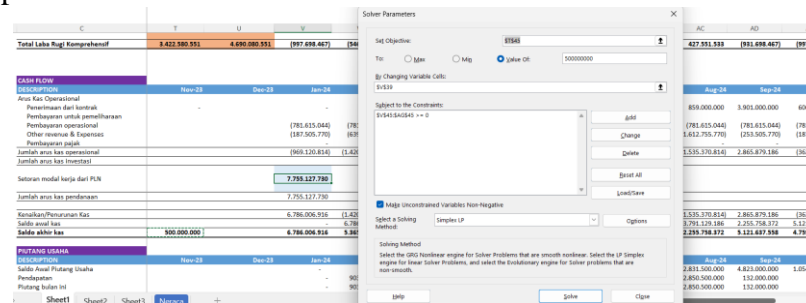 C T U V AC AD
Total Laba Rugi Komprehensif 3.422.580.551 4.690.080.551 (997.698.467) 427.551.533 (931.698.467)
CASH FLOW
DESCRIPTION Nov-23 Dec-23 Jan-24 Aug-24 Sep-24
Arus Kas Operasional
Penerimaan dari kontrak - - 859.000.000 3.901.000.000
Pembayaran untuk pemeliharaan
Pembayaran operasional (781.615.044) (781.615.044) (781.615.044)
Other revenue & Expenses (187.505.770) (1.612.755.770) (253.505.770)
Pembayaran pajak
Jumlah arus kas operasional (969.120.814) (1.535.370.814) 2.865.879.186
Jumlah arus kas Investasi
Setoran modal kerja dari PLN 7.755.127.730
Jumlah arus kas pendanaan 7.755.127.730
Kenaikan/Penurunan Kas 6.786.006.916 (1.535.370.814) 2.865.879.186
Saldo awal kas - 3.791.129.186 2.255.758.372
Saldo akhir kas 500.000.000 6.786.006.916 2.255.758.372 5.121.637.558
PIUTANG USAHA
DESCRIPTION Nov-23 Dec-23 Jan-24 Aug-24 Sep-24
Saldo Awal Piutang Usaha - 2.831.500.000 4.823.000.000
Pendapatan - 2.850.500.000 132.000.000
Piutang bulan ini - 2.850.500.000 132.000.000
Sheet1 Sheet2 Sheet3 Neraca +
Solver Parameters
Set Objective: $T$45
To: Max Min Value Of: 500000000
By Changing Variable Cells:
$V$39
Subject to the Constraints:
$V$45:$AG$45 >= 0
Add
Change
Delete
Reset All
Load/Save
Make Unconstrained Variables Non-Negative
Select a Solving Method: Simplex LP
Options
Solving Method
Select the GRG Nonlinear engine for Solver Problems that are smooth nonlinear. Select the LP Simplex
engine for linear Solver Problems, and select the Evolutionary engine for Solver problems that are
non-smooth.
Help Solve Close